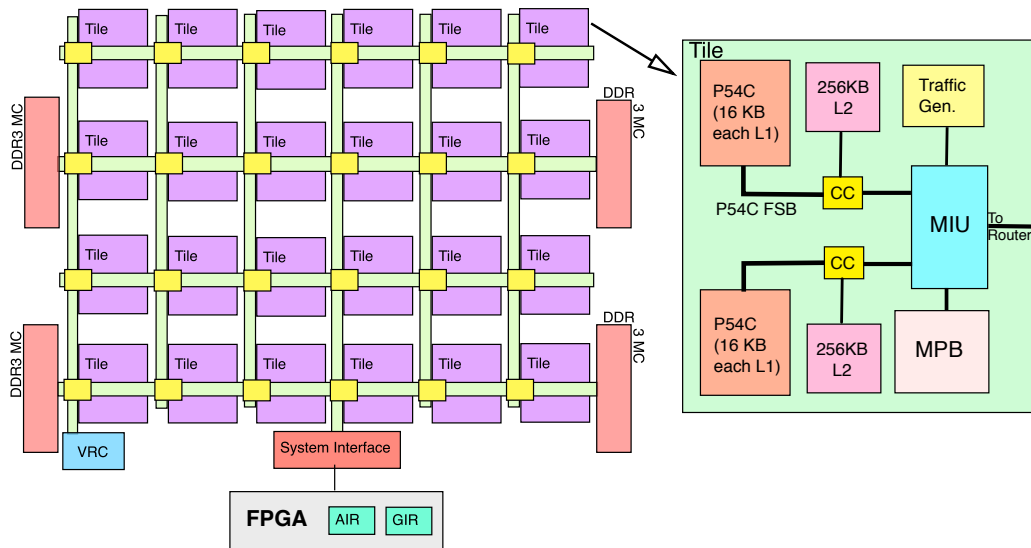 Tile Tile Tile Tile Tile Tile
DDR3 MC
DDR
3 MC
Tile Tile Tile Tile Tile Tile
Tile Tile Tile Tile Tile Tile
DDR3 MC
DDR
3 MC
Tile Tile Tile Tile Tile Tile
VRC
System Interface
FPGA
AIR
GIR
Tile
P54C
(16 KB
each L1)
256KB
L2
Traffic
Gen.
CC
P54C FSB
MIU
To
Router
CC
P54C
(16 KB
each L1)
256KB
L2
MPB